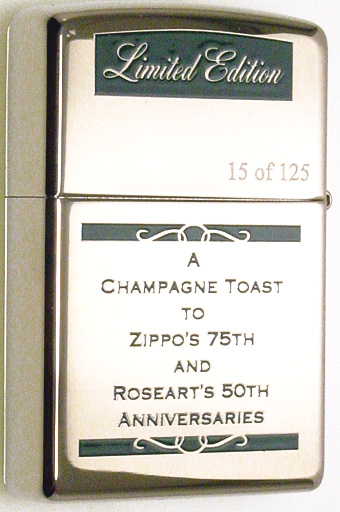 Limited Edition
15 of 125
A
CHAMPAGNE TOAST
TO
ZIPPO'S 75TH
AND
ROSEART'S 50TH
ANNIVERSARIES